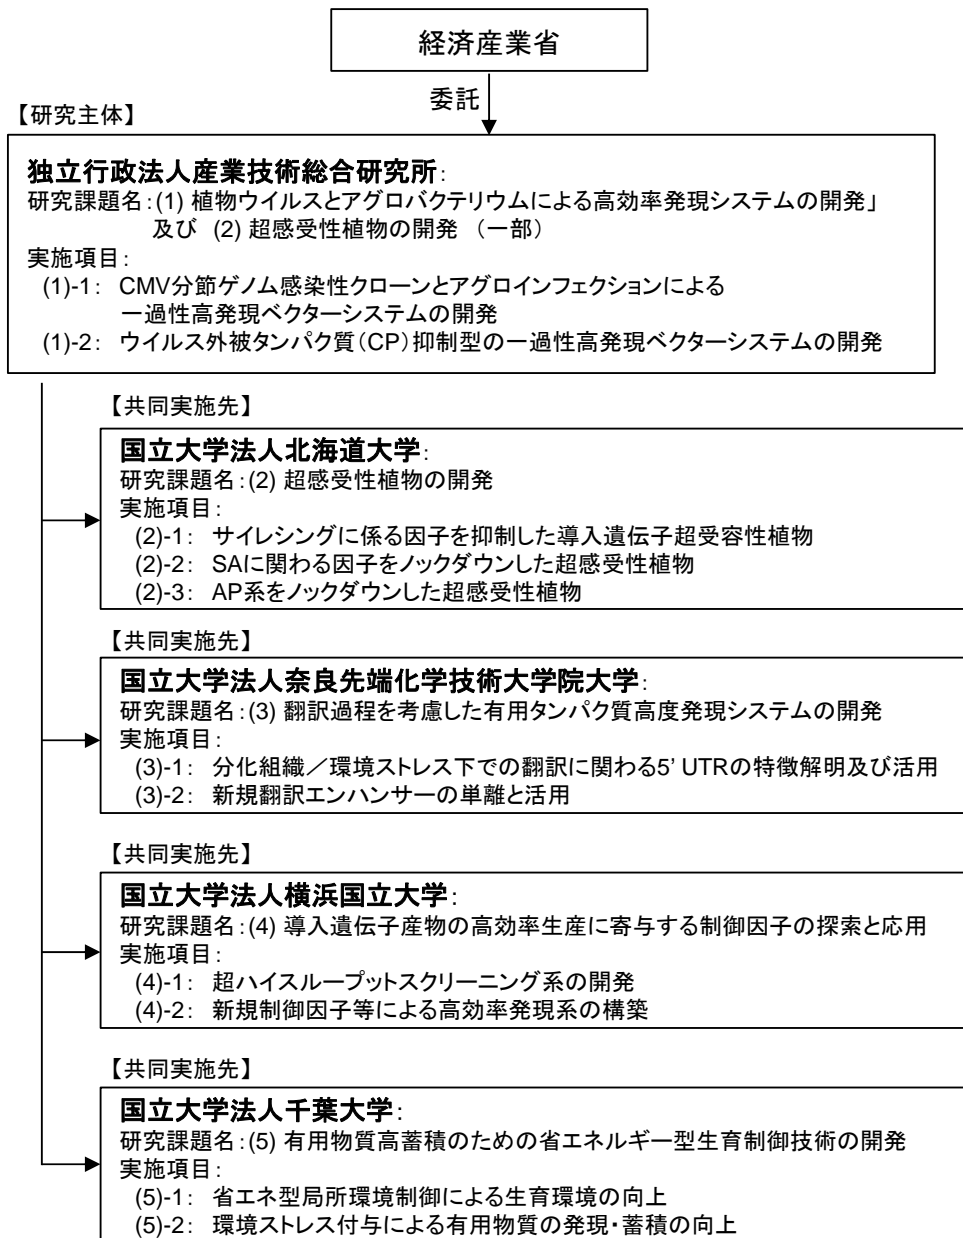 経済産業省
委託
【研究主体】
独立行政法人産業技術総合研究所:
研究課題名:(1) 植物ウイルスとアグロバクテリウムによる高効率発現システムの開発」
及び (2) 超感受性植物の開発 (一部)
実施項目:
(1)-1: CMV分節ゲノム感染性クローンとアグロインフェクションによる
一過性高発現ベクターシステムの開発
(1)-2: ウイルス外被タンパク質(CP)抑制型の一過性高発現ベクターシステムの開発
【共同実施先】
国立大学法人北海道大学:
研究課題名:(2) 超感受性植物の開発
実施項目:
(2)-1: サイレシングに係る因子を抑制した導入遺伝子超受容性植物
(2)-2: SAに関わる因子をノックダウンした超感受性植物
(2)-3: AP系をノックダウンした超感受性植物
【共同実施先】
国立大学法人奈良先端化学技術大学院大学:
研究課題名:(3) 翻訳過程を考慮した有用タンパク質高度発現システムの開発
実施項目:
(3)-1: 分化組織/環境ストレス下での翻訳に関わる5' UTRの特徴解明及び活用
(3)-2: 新規翻訳エンハンサーの単離と活用
【共同実施先】
国立大学法人横浜国立大学:
研究課題名:(4) 導入遺伝子産物の高効率生産に寄与する制御因子の探索と応用
実施項目:
(4)-1: 超ハイスループットスクリーニング系の開発
(4)-2: 新規制御因子等による高効率発現系の構築
【共同実施先】
国立大学法人千葉大学:
研究課題名:(5) 有用物質高蓄積のための省エネルギー型生育制御技術の開発
実施項目:
(5)-1: 省エネ型局所環境制御による生育環境の向上
(5)-2: 環境ストレス付与による有用物質の発現・蓄積の向上